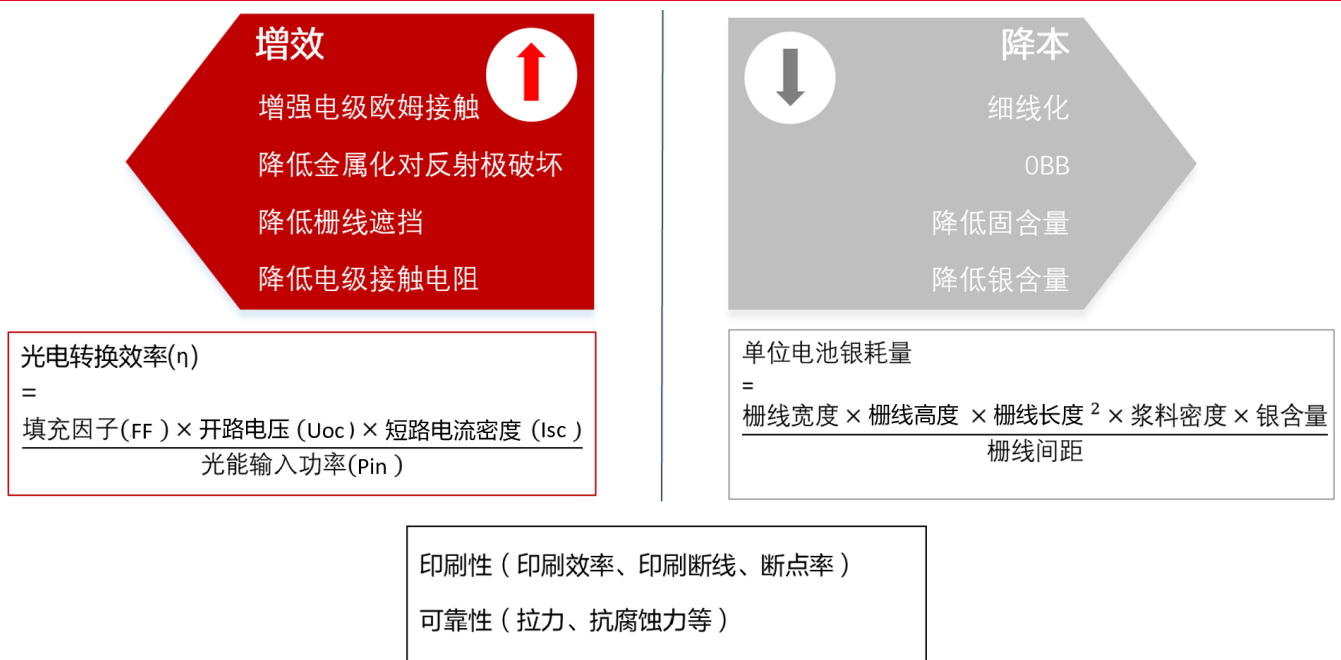 增效
增强电级欧姆接触
降低金属化对反射极破坏
降低栅线遮挡
降低电级接触电阻
降本
细线化
0BB
降低固含量
降低银含量
光电转换效率(η)
=
填充因子(FF)×开路电压(Uoc)×短路电流密度(Isc)
光能输入功率(Pin)
单位电池银耗量
=
栅线宽度×栅线高度×栅线长度²×浆料密度×银含量
栅线间距
印刷性（印刷效率、印刷断线、断点率）
可靠性（拉力、抗腐蚀力等）